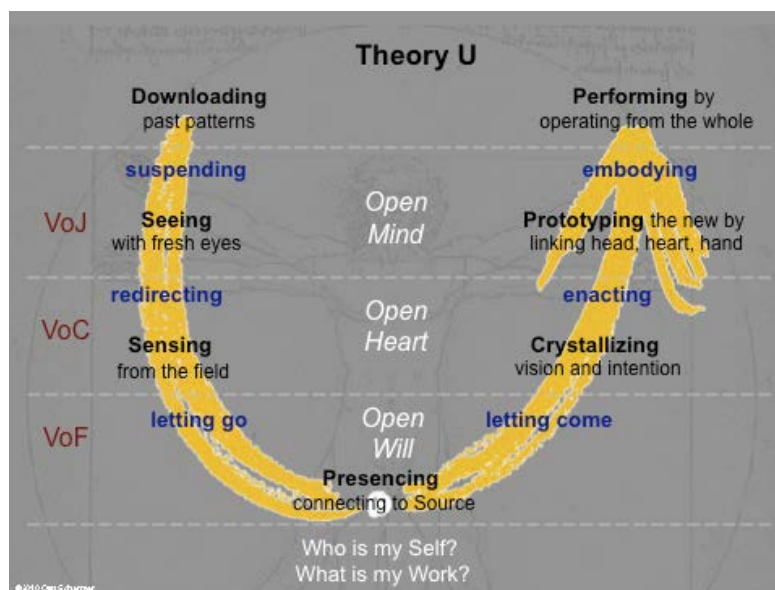 Theory U
Downloading
past patterns
Performing by
operating from the whole
suspending
embodying
VoJ
Seeing
with fresh eyes
Open
Mind
Prototyping the new by
linking head, heart, hand
redirecting
enacting
VoC
Open
Heart
Sensing
from the field
Crystallizing
vision and intention
VoF
letting go
Open
Will
letting come
Presencing
connecting to Source
Who is my Self?
What is my Work?